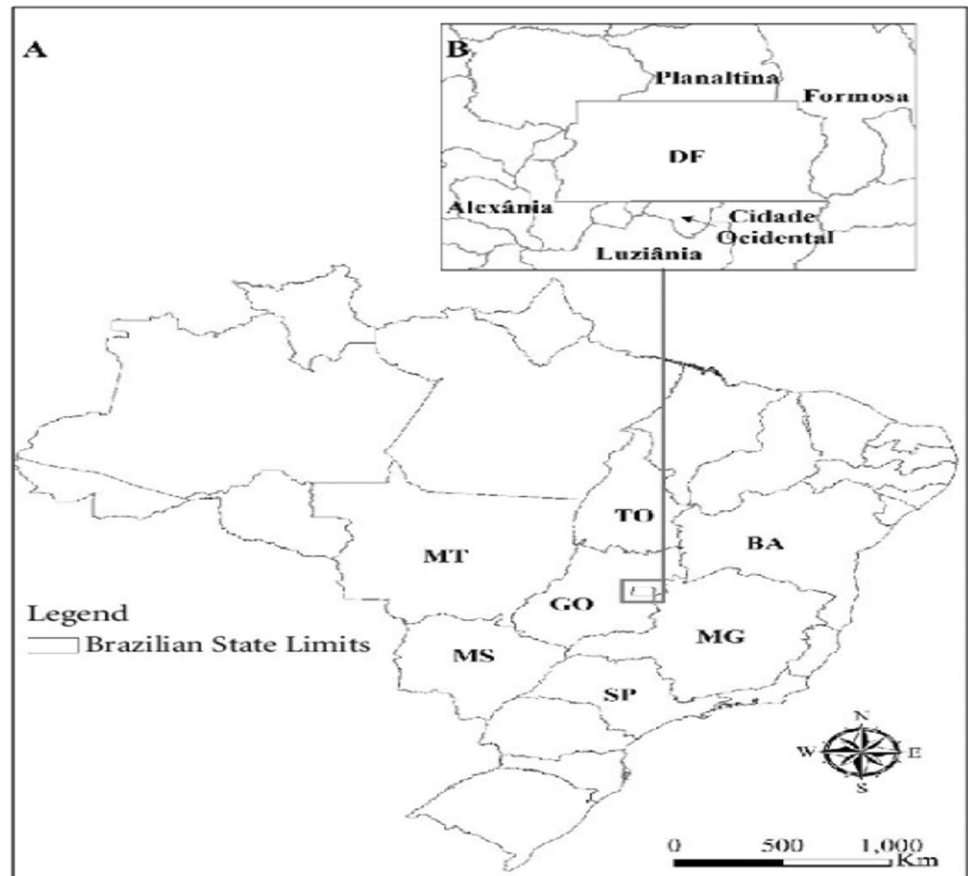 A
B
Planaltina
Formosa
DF
Alexânia
Cidade
Ocidental
Luziânia
TO
BA
MT
GO
MG
MS
SP
Legend
Brazilian State Limits
N
W E
S
0 500 1,000
Km